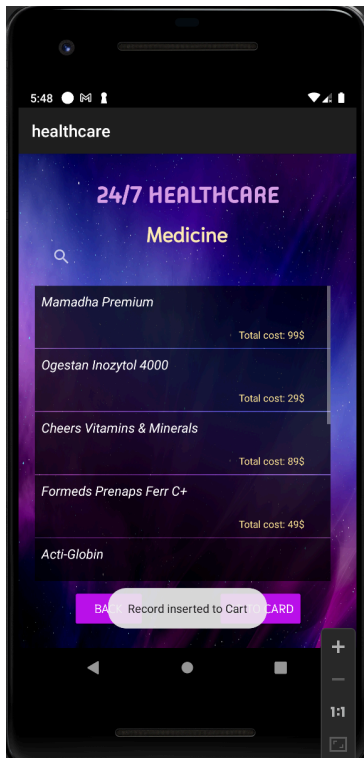 5:48
healthcare
24/7 HEALTHCARE
Medicine
Mamadha Premium
Total cost: 99$
Ogestan Inozytol 4000
Total cost: 29$
Cheers Vitamins & Minerals
Total cost: 89$
Formeds Prenaps Ferr C+
Total cost: 49$
Acti-Globin
Record inserted to Cart
CARD
1:1